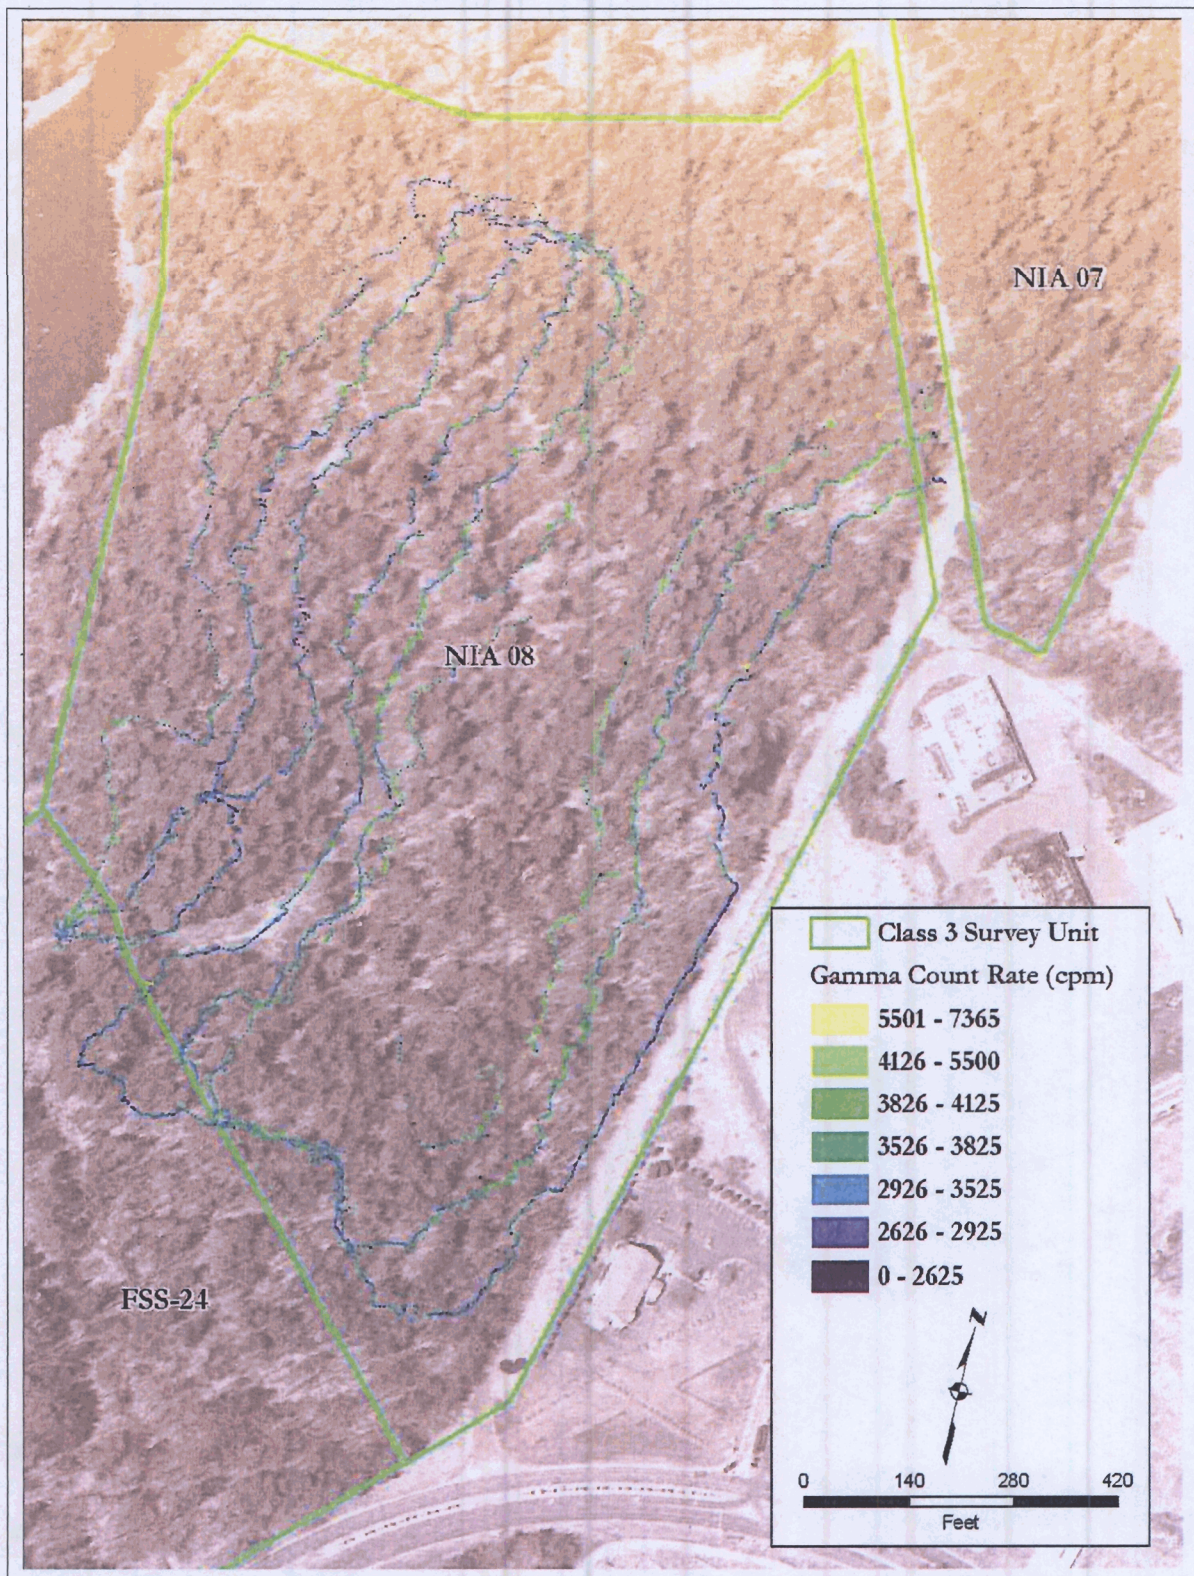 NIA 07
NIA 08
FSS-24
Class 3 Survey Unit
Gamma Count Rate (cpm)
5501 - 7365
4126 - 5500
3826 - 4125
3526 - 3825
2926 - 3525
2626 - 2925
0 - 2625
N
0 140 280 420
Feet